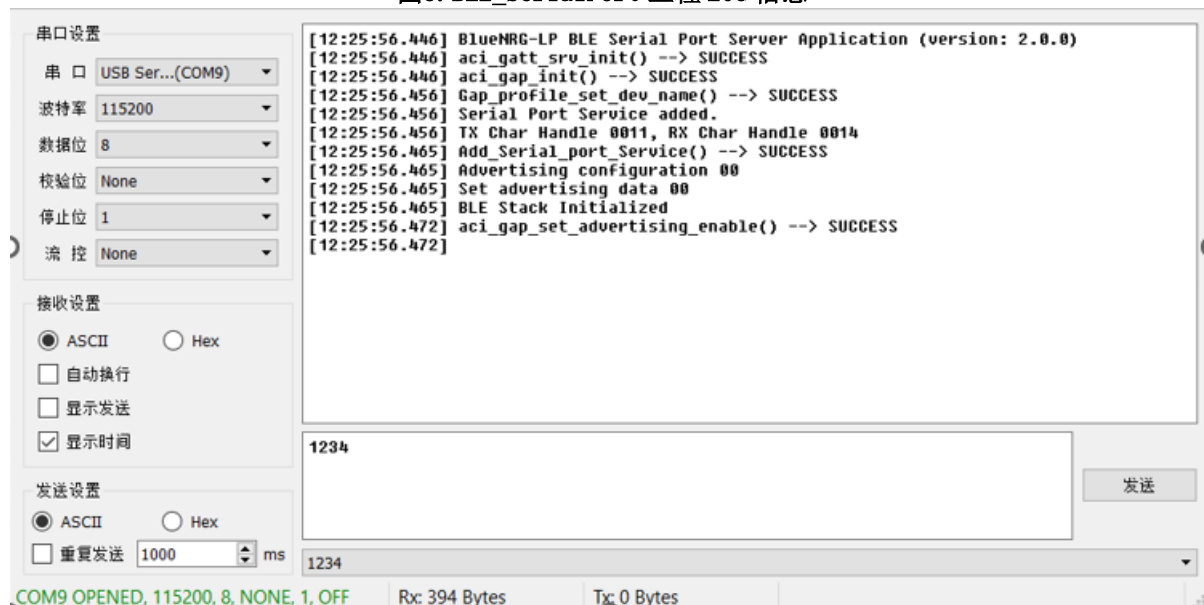 串口设置
串 口 USB Ser...(COM9)
波特率 115200
数据位 8
校验位 None
停止位 1
流 控 None
接收设置
ASCII Hex
自动换行
显示发送
显示时间
发送设置
ASCII Hex
重复发送 1000 ms
[12:25:56.446] BlueNRG-LP BLE Serial Port Server Application (version: 2.0.0)
[12:25:56.446] aci_gatt_srv_init() --> SUCCESS
[12:25:56.446] aci_gap_init() --> SUCCESS
[12:25:56.456] Gap_profile_set_dev_name() --> SUCCESS
[12:25:56.456] Serial Port Service added.
[12:25:56.456] TX Char Handle 0011, RX Char Handle 0014
[12:25:56.465] Add_Serial_port_Service() --> SUCCESS
[12:25:56.465] Advertising configuration 00
[12:25:56.465] Set advertising data 00
[12:25:56.465] BLE Stack Initialized
[12:25:56.472] aci_gap_set_advertising_enable() --> SUCCESS
[12:25:56.472]
1234
发送
1234
COM9 OPENED, 115200, 8, NONE, 1, OFF Rx: 394 Bytes Tx: 0 Bytes